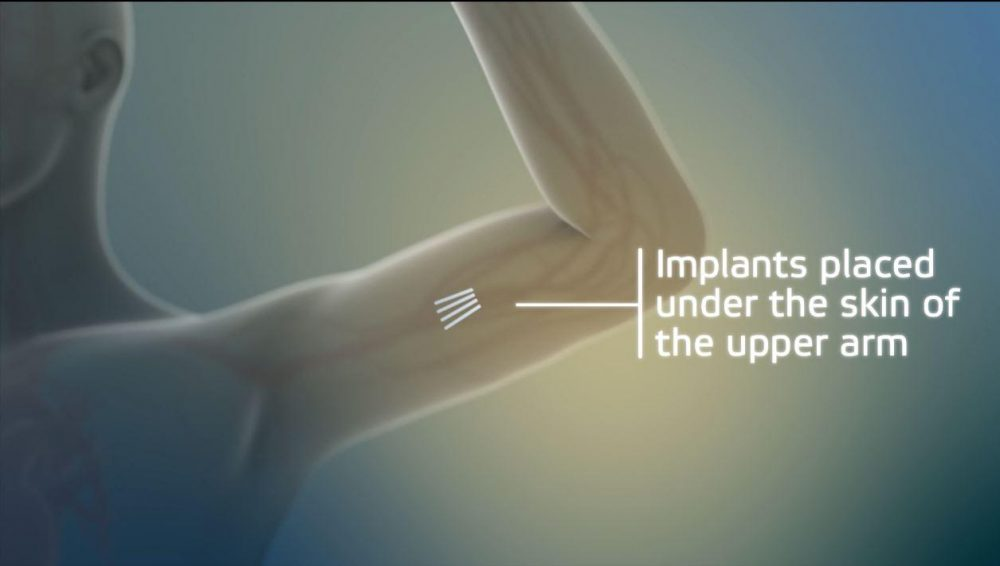 Implants placed
under the skin of
the upper arm